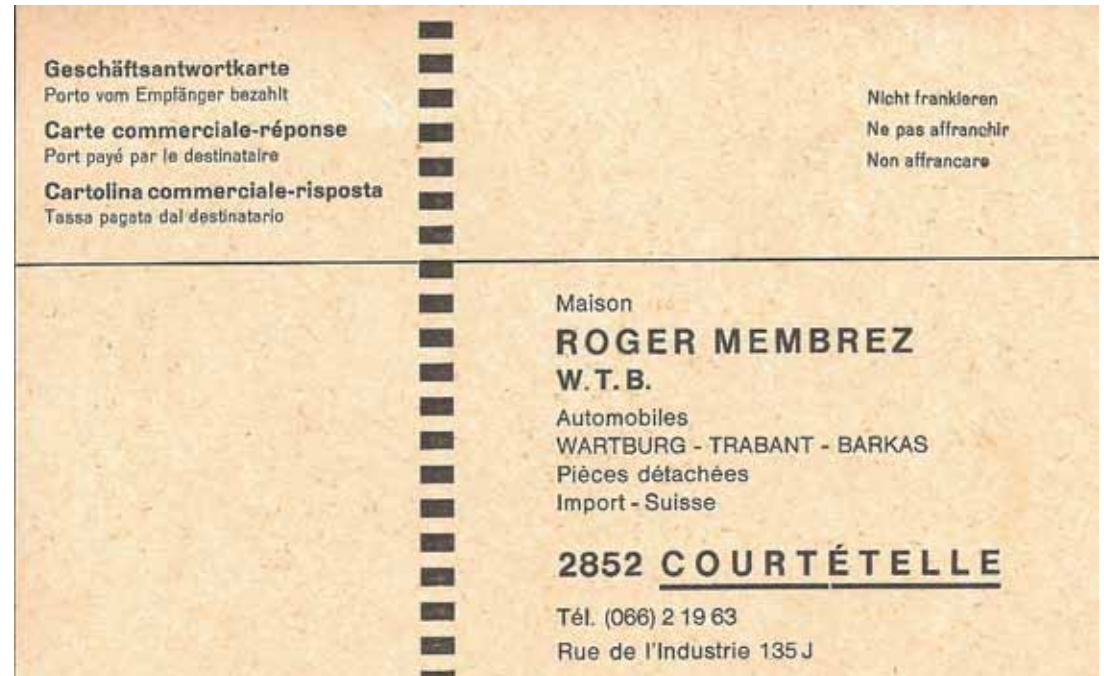 Geschäftsantwortkarte
Porto vom Empfänger bezahlt
Carte commerciale-réponse
Port payé par le destinataire
Cartolina commerciale-risposta
Tassa pagata dal destinatario
Nicht frankieren
Ne pas affranchir
Non affrancare
Maison
ROGER MEMBREZ
W.T.B.
Automobiles
WARTBURG - TRABANT - BARKAS
Pièces détachées
Import - Suisse
2852 COURTÉTELLE
Tél. (066) 2 19 63
Rue de l'Industrie 135 J